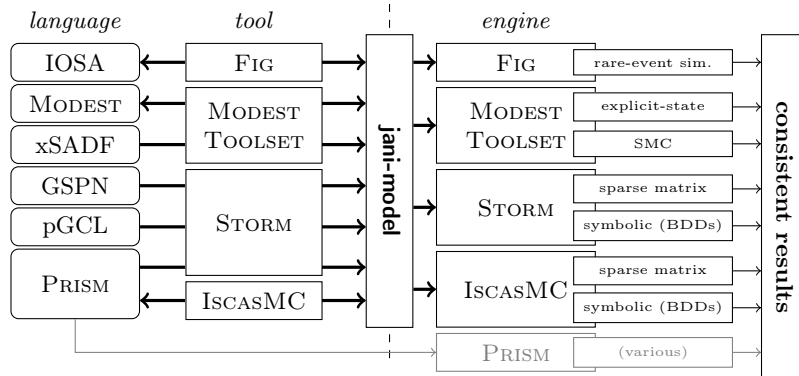 language tool engine
IOSA FIG FIG rare-event sim.
MODEST MODEST TOOLSET MODEST TOOLSET explicit-state
xSADF SMC
GSPN STORM STORM sparse matrix
pGCL symbolic (BDDs)
PRISM ISCASMC ISCASMC sparse matrix
symbolic (BDDs)
PRISM (various)
jani-model
consistent results